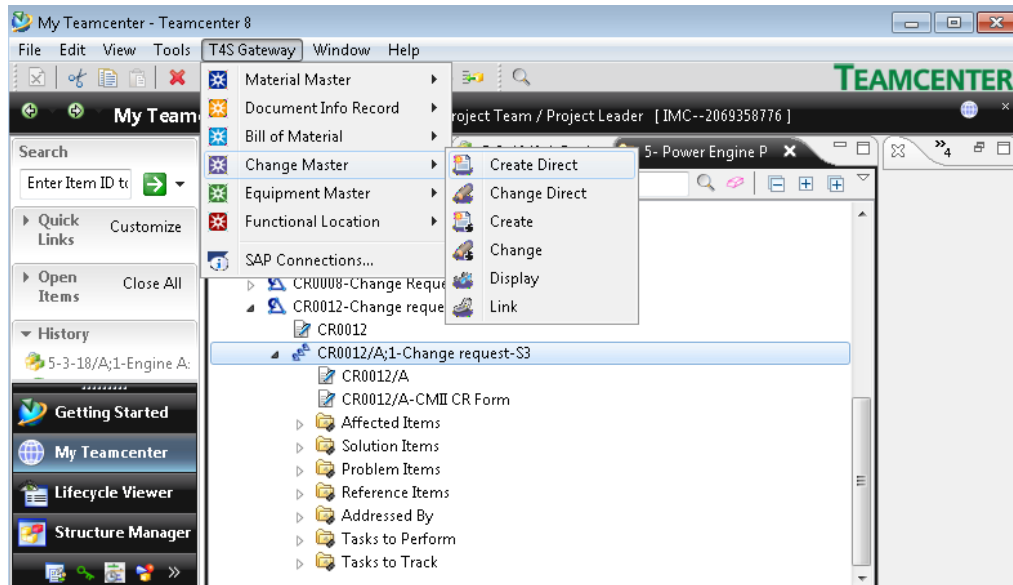 My Teamcenter - Teamcenter 8
File Edit View Tools T4S Gateway Window Help
TEAMCENTER
My Team
roject Team / Project Leader [ IMC--2069358776 ]
Search
Enter Item ID to
Quick Links
Customize
Open Items
Close All
History
5-3-18/A;1-Engine A:
Getting Started
My Teamcenter
Lifecycle Viewer
Structure Manager
»
Material Master
Document Info Record
Bill of Material
Change Master
Equipment Master
Functional Location
SAP Connections...
Create Direct
Change Direct
Create
Change
Display
Link
5- Power Engine P
»4
CR0008-Change Reque
CR0012-Change reque
CR0012
CR0012/A;1-Change request-S3
CR0012/A
CR0012/A-CMII CR Form
Affected Items
Solution Items
Problem Items
Reference Items
Addressed By
Tasks to Perform
Tasks to Track